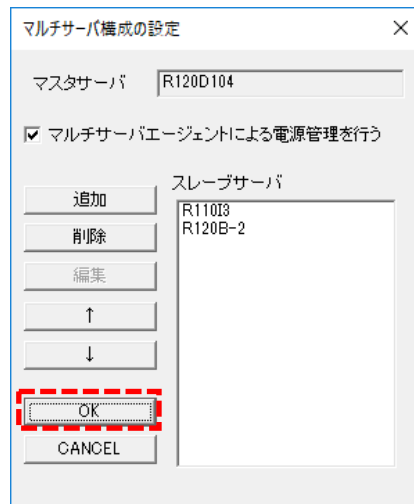 マルチサーバ構成の設定
マスタサーバ R120D104
マルチサーバエージェントによる電源管理を行う
追加
削除
編集
↑
↓
OK
CANCEL
スレーブサーバ
R110I3
R120B-2